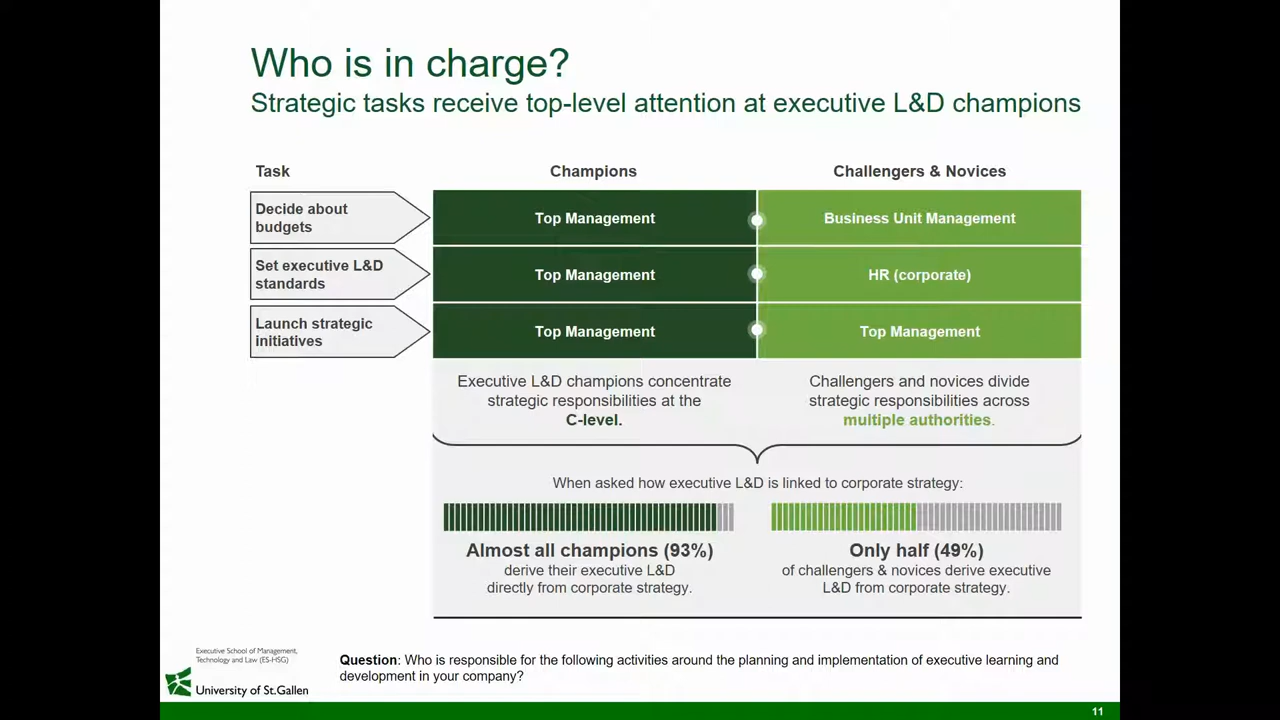 Who is in charge?
Strategic tasks receive top-level attention at executive L&D champions
Task
Champions
Challengers & Novices
Decide about
budgets
Top Management
Business Unit Management
Set executive L&D
standards
Top Management
HR (corporate)
Launch strategic
initiatives
Top Management
Top Management
Executive L&D champions concentrate
strategic responsibilities at the
C-level.
Challengers and novices divide
strategic responsibilities across
multiple authorities.
When asked how executive L&D is linked to corporate strategy:
Almost all champions (93%)
derive their executive L&D
directly from corporate strategy.
Only half (49%)
of challengers & novices derive executive
L&D from corporate strategy.
Executive School of Management,
Technology and Law (ES-HSG)
University of St.Gallen
Question: Who is responsible for the following activities around the planning and implementation of executive learning and
development in your company?
11